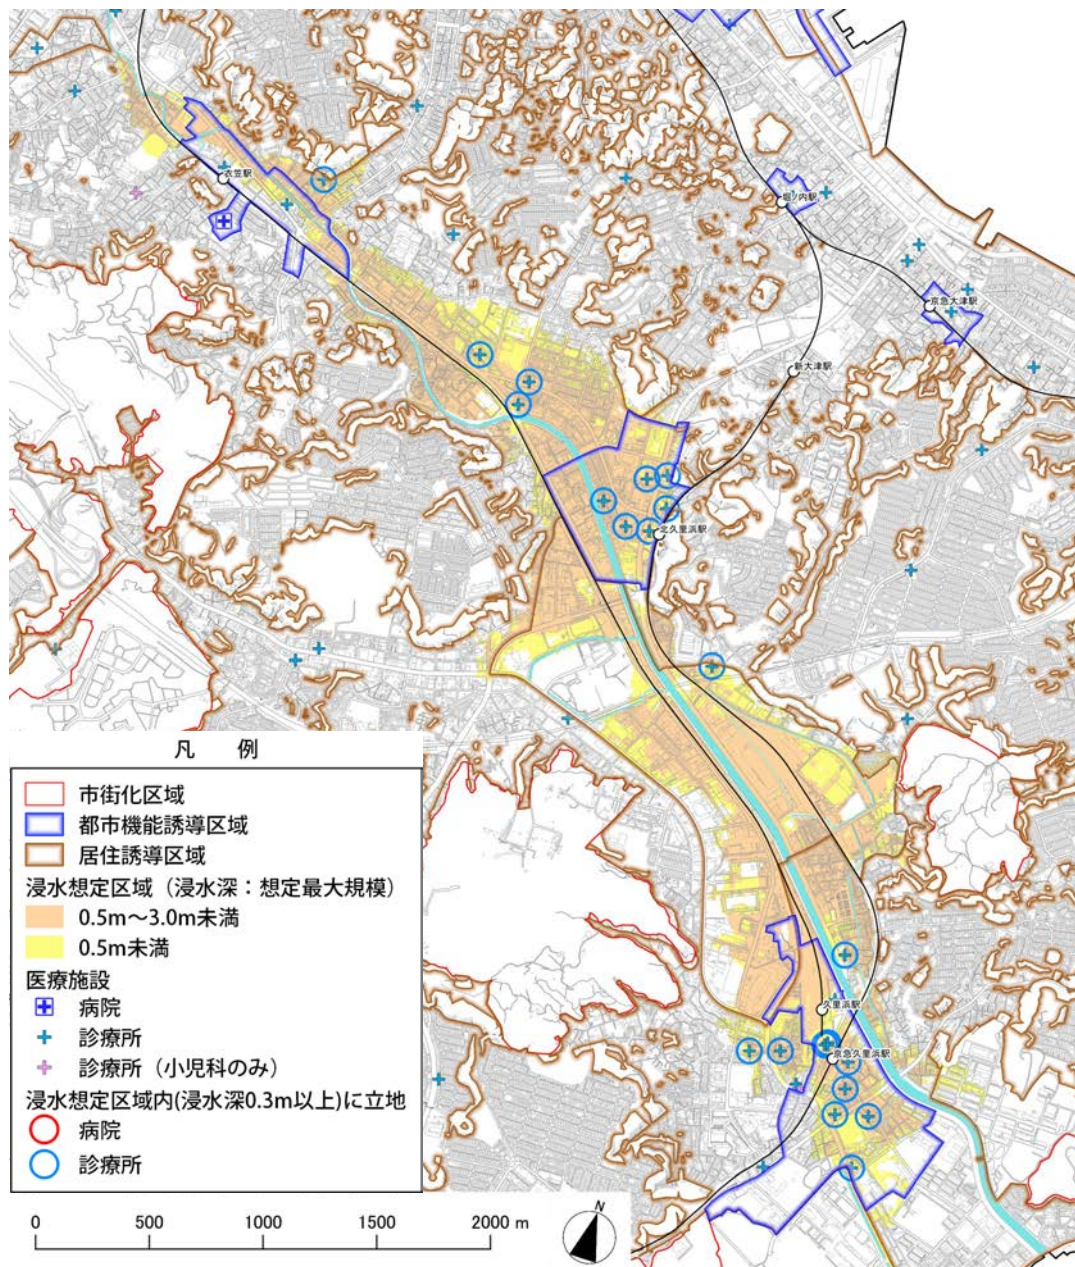 衣笠駅
堀ノ内駅
京急大津駅
新大津駅
北久里浜駅
久里浜駅
京急久里浜駅
凡 例
市街化区域
都市機能誘導区域
居住誘導区域
浸水想定区域（浸水深：想定最大規模）
0.5m～3.0m未満
0.5m未満
医療施設
病院
診療所
診療所（小児科のみ）
浸水想定区域内(浸水深0.3m以上)に立地
病院
診療所
0 500 1000 1500 2000 m
N